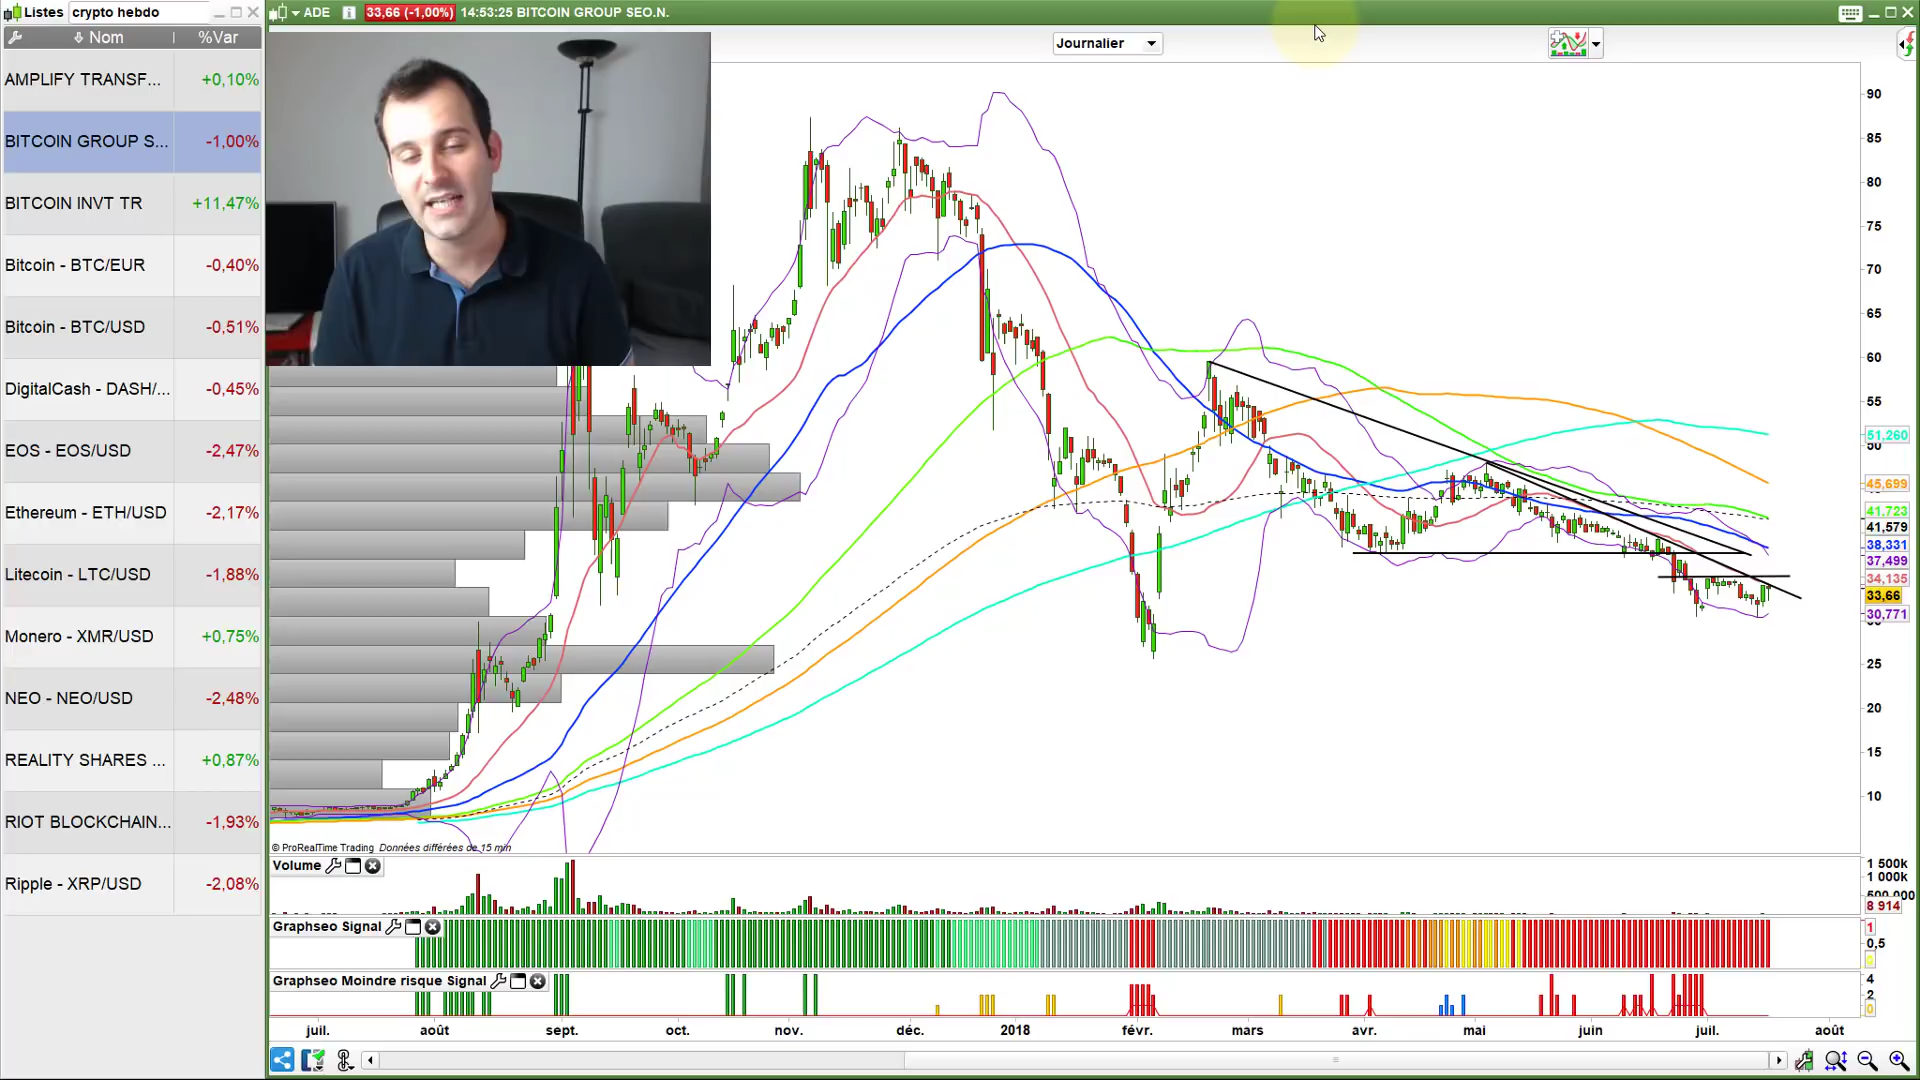 Listes crypto hebdo
Nom %Var
AMPLIFY TRANSF... +0,10%
BITCOIN GROUP S... -1,00%
BITCOIN INVT TR +11,47%
Bitcoin - BTC/EUR -0,40%
Bitcoin - BTC/USD -0,51%
DigitalCash - DASH/... -0,45%
EOS - EOS/USD -2,47%
Ethereum - ETH/USD -2,17%
Litecoin - LTC/USD -1,88%
Monero - XMR/USD +0,75%
NEO - NEO/USD -2,48%
REALITY SHARES ... +0,87%
RIOT BLOCKCHAIN... -1,93%
Ripple - XRP/USD -2,08%
ADE 33,66 (-1,00%) 14:53:25 BITCOIN GROUP SEO.N.
Journalier
90
85
80
75
70
65
60
55
51,260
50
45,699
41,723
41,579
38,331
37,499
34,135
33,66
30,771
25
20
15
10
© ProRealTime Trading Données différées de 15 min
Volume
1 500k
1 000k
8 914
Graphseo Signal
1
0,5
Graphseo Moindre risque Signal
4
2
0
juil. août sept. oct. nov. déc. 2018 févr. mars avr. mai juin juil. août